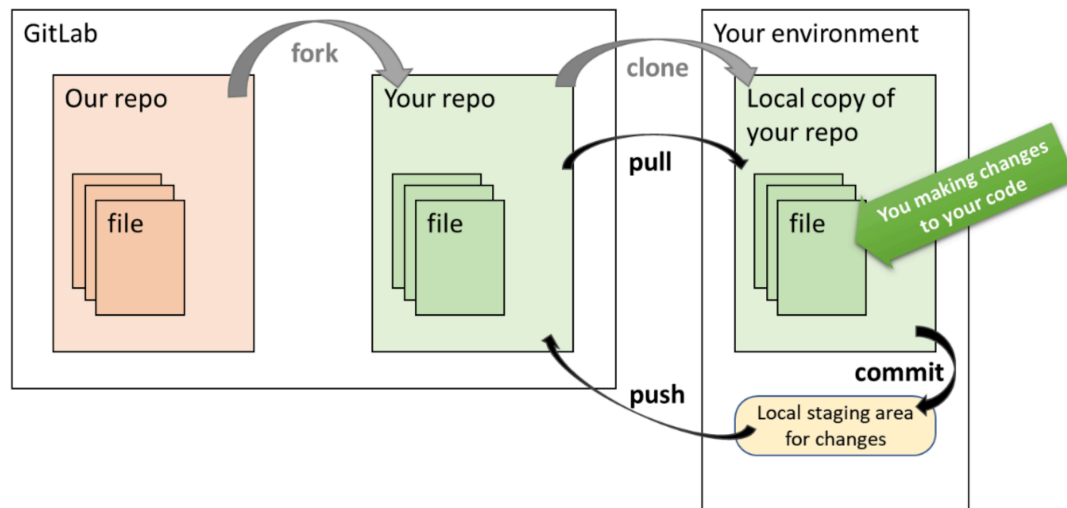 GitLab
fork
Our repo
file
Your repo
file
clone
pull
push
Your environment
Local copy of
your repo
file
You making changes
to your code
commit
Local staging area
for changes